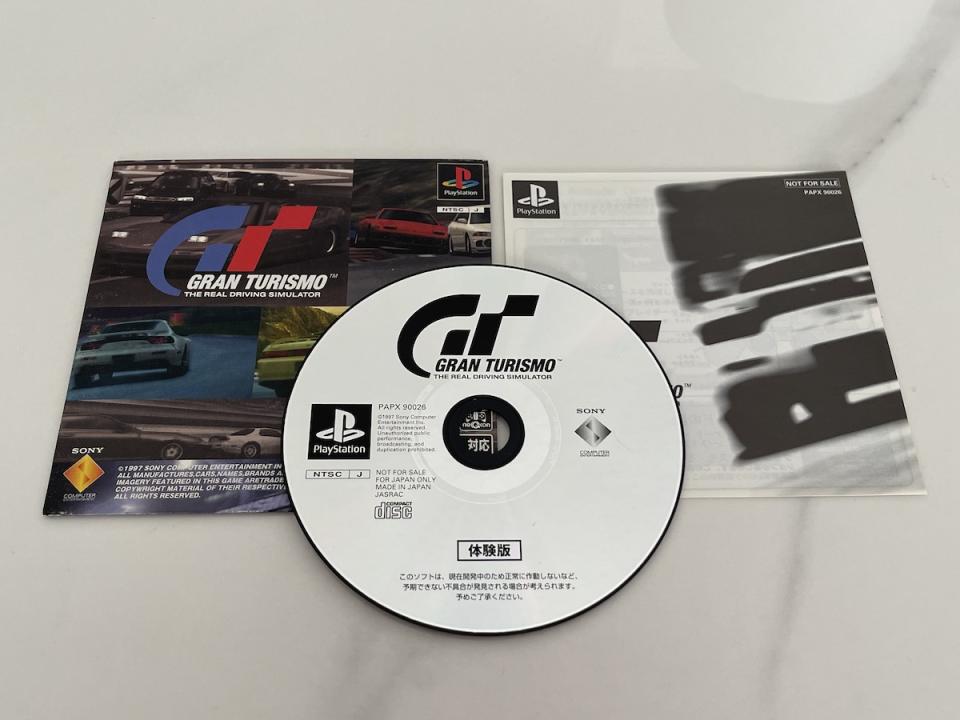 PlayStation
NTSC J
GRAN TURISMO™
THE REAL DRIVING SIMULATOR
SONY
COMPUTER
©1997 SONY COMPUTER ENTERTAINMENT IN
ALL MANUFACTURES,CARS,NAMES,BRANDS A
IMAGERY FEATURED IN THIS GAME ARETRADE
COPYRIGHT MATERIAL OF THEIR RESPECTIV
ALL RIGHTS RESERVED.
PlayStation
NOT FOR SALE
PAPX 90026
GT
GRAN TURISMO™
THE REAL DRIVING SIMULATOR
PAPX 90026
©1997 Sony Computer
Entertainment Inc.
All rights reserved.
Unauthorized public
performance,
broadcasting, and
duplication prohibited.
対応
SONY
COMPUTER
PlayStation
NTSC J
NOT FOR SALE
FOR JAPAN ONLY
MADE IN JAPAN
JASRAC
COMPACT
disc
体験版
このソフトは、現在開発中のため正常に作動しないなど、
予期できない不具合が発見される場合が考えられます。
予めご了承ください。